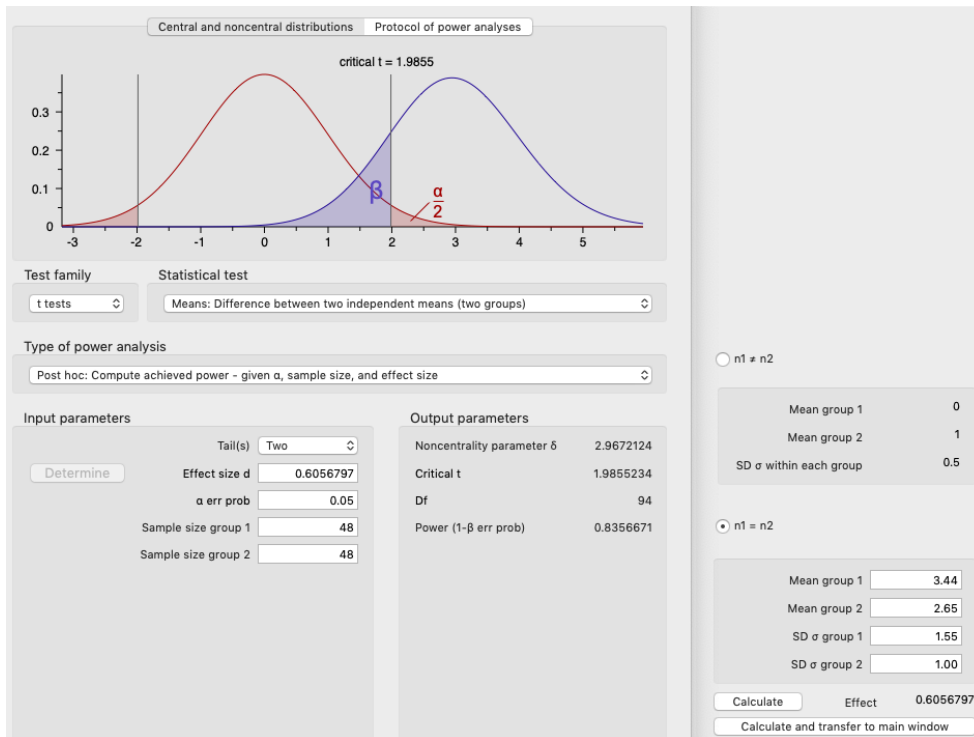 Central and noncentral distributions Protocol of power analyses
critical t = 1.9855
0.3
0.2
0.1
0
β
α
2
-3 -2 -1 0 1 2 3 4 5
Test family Statistical test
t tests Means: Difference between two independent means (two groups)
Type of power analysis
Post hoc: Compute achieved power - given α, sample size, and effect size
Input parameters
Tail(s) Two
Determine Effect size d 0.6056797
α err prob 0.05
Sample size group 1 48
Sample size group 2 48
Output parameters
Noncentrality parameter δ 2.9672124
Critical t 1.9855234
Df 94
Power (1-β err prob) 0.8356671
n1 ≠ n2
Mean group 1 0
Mean group 2 1
SD σ within each group 0.5
n1 = n2
Mean group 1 3.44
Mean group 2 2.65
SD σ group 1 1.55
SD σ group 2 1.00
Calculate Effect 0.6056797
Calculate and transfer to main window